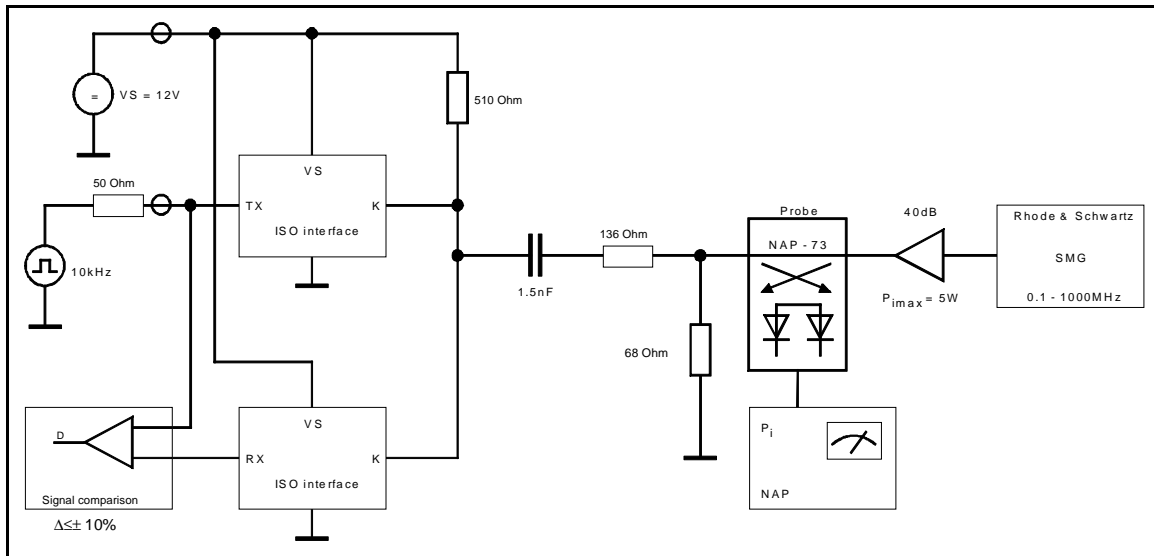 =
VS = 12V
510 Ohm
50 Ohm
10kHz
VS
TX
K
ISO interface
1.5nF
136 Ohm
68 Ohm
Probe
NAP - 73
40dB
Pimax = 5W
Rhode & Schwartz
SMG
0.1 - 1000MHz
Pi
NAP
VS
RX
K
ISO interface
D
Signal comparison
Δ≤± 10%